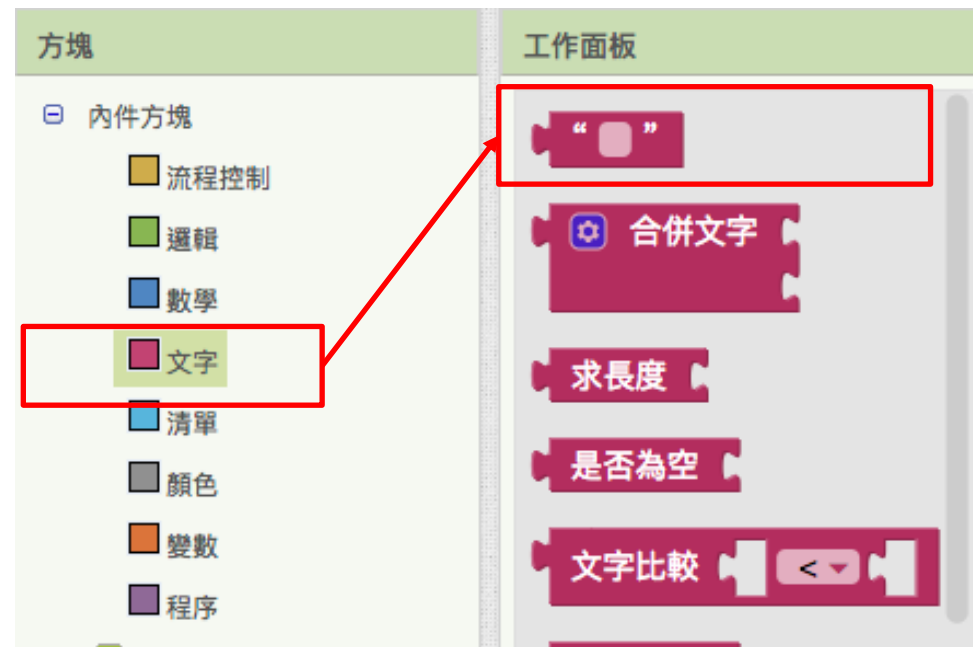 方塊
內件方塊
流程控制
邏輯
數學
文字
清單
顏色
變數
程序
工作面板
“ ”
合併文字
求長度
是否為空
文字比較 <